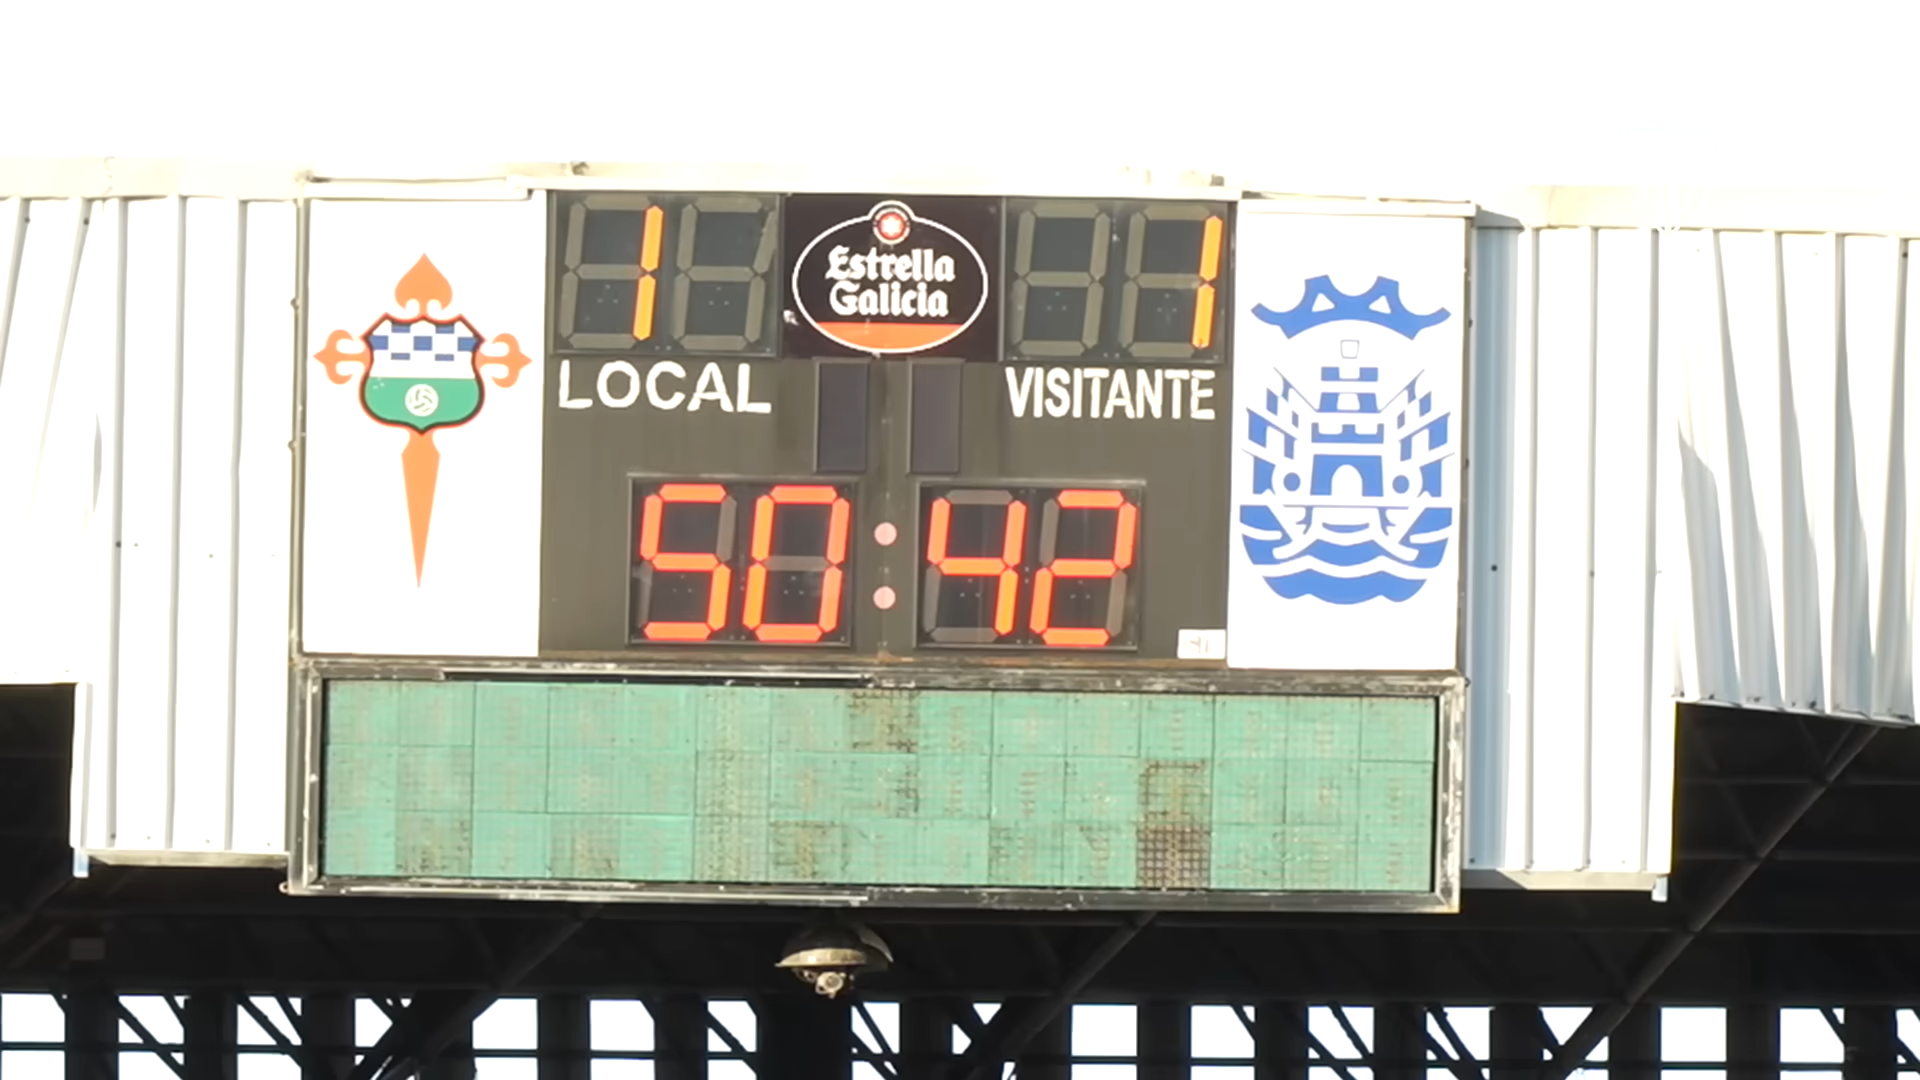 1
Estrella
Galicia
1
LOCAL
VISITANTE
50:42